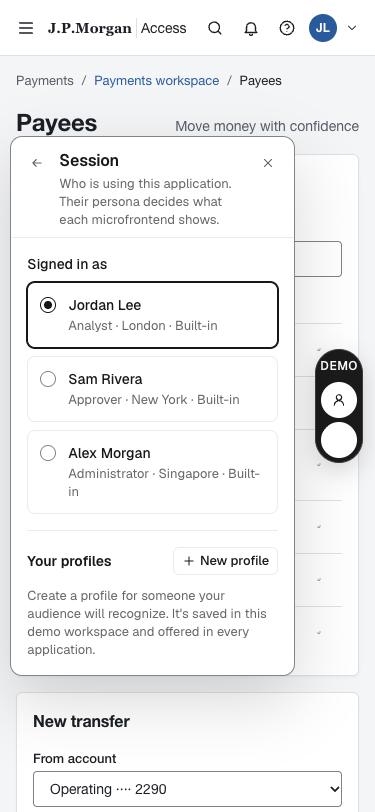 J.P.Morgan Access
JL
Payments / Payments workspace / Payees
Payees
Move money with confidence
Session
Who is using this application.
Their persona decides what
each microfrontend shows.
Signed in as
Jordan Lee
Analyst · London · Built-in
Sam Rivera
Approver · New York · Built-in
Alex Morgan
Administrator · Singapore · Built-
in
DEMO
Your profiles
New profile
Create a profile for someone your
audience will recognize. It's saved in this
demo workspace and offered in every
application.
New transfer
From account
Operating ···· 2290